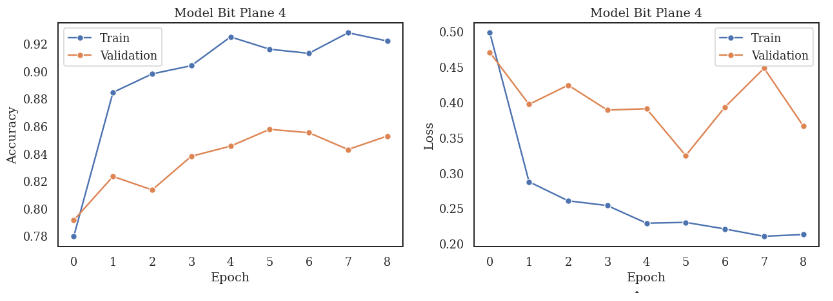 Model Bit Plane 4
Train
Validation
0.92
0.90
0.88
0.86
0.84
0.82
0.80
0.78
Accuracy
0 1 2 3 4 5 6 7 8
Epoch
Model Bit Plane 4
Train
Validation
0.50
0.45
0.40
0.35
0.30
0.25
0.20
Loss
0 1 2 3 4 5 6 7 8
Epoch